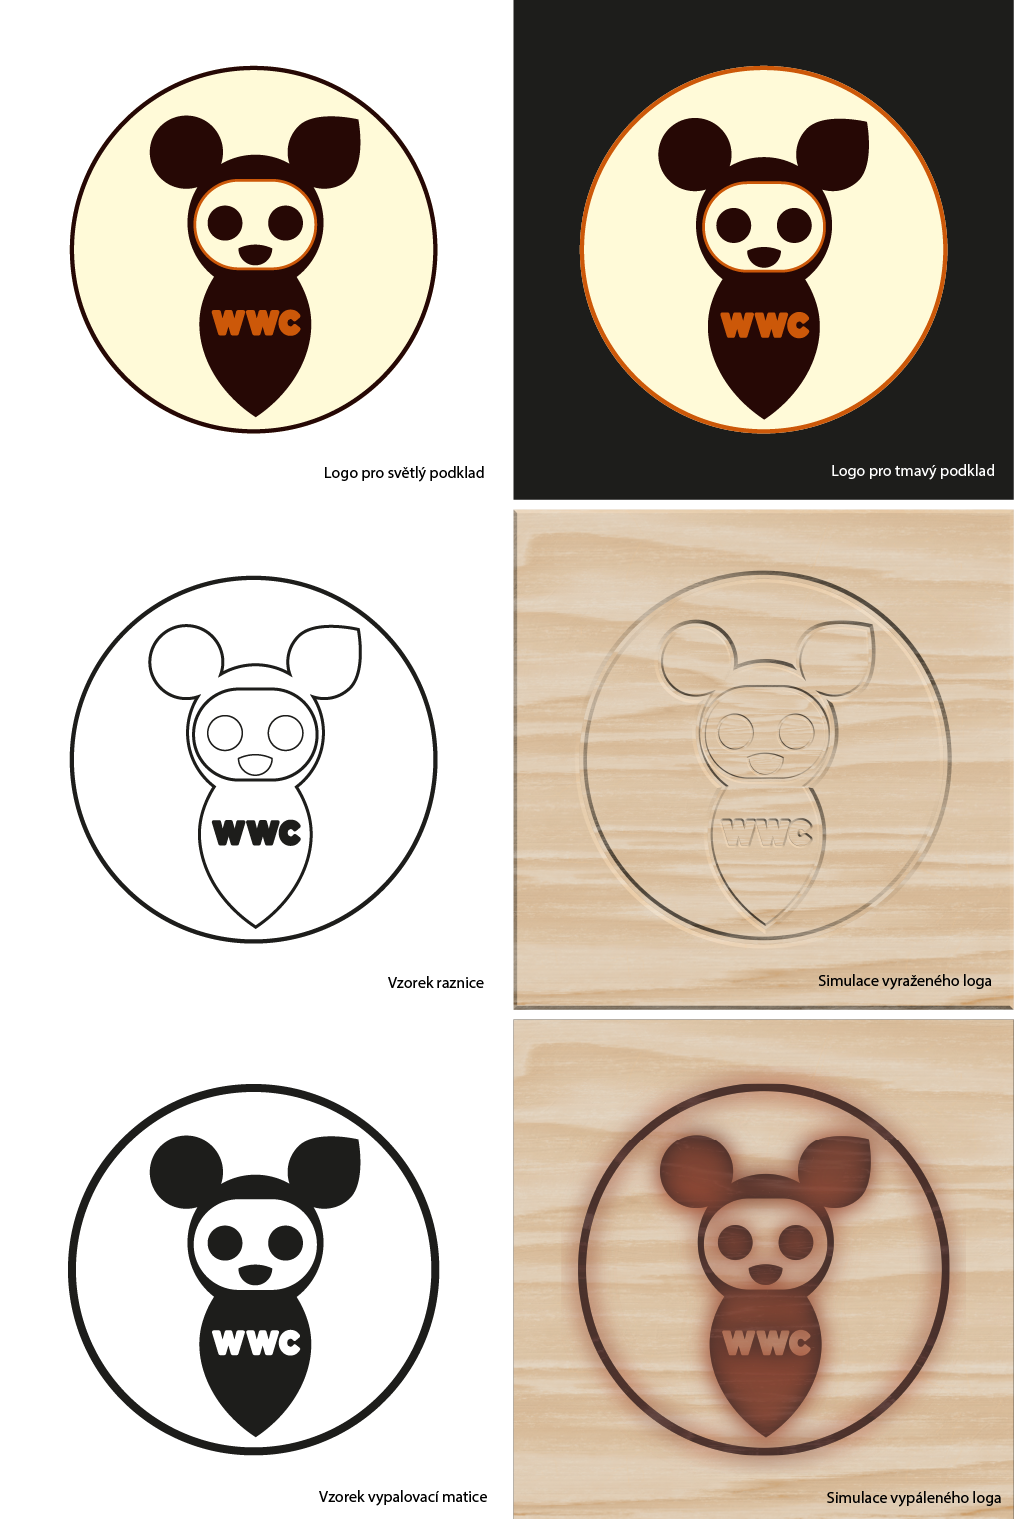 WWC
Logo pro světlý podklad
WWC
Logo pro tmavý podklad
WWC
Vzorek raznice
WWC
Simulace vyraženého loga
WWC
Vzorek vypalovací matice
WWC
Simulace vypáleného loga